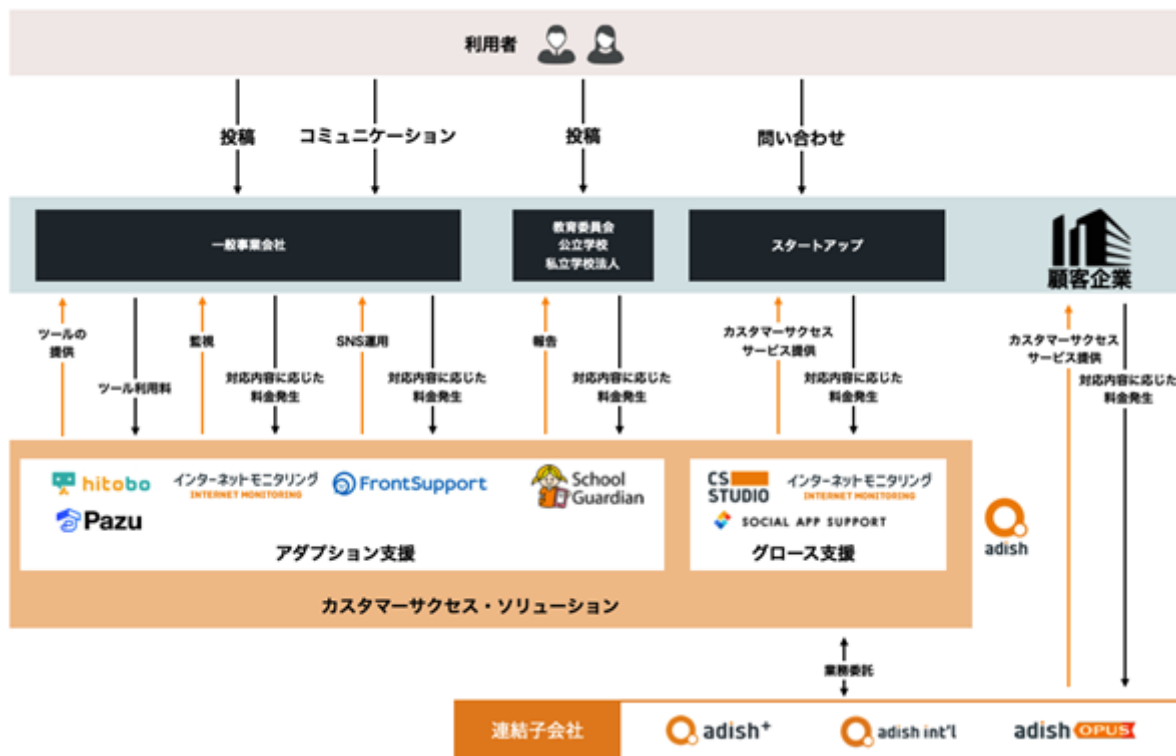 利用者
投稿
コミュニケーション
投稿
問い合わせ
一般事業会社
教育委員会
公立学校
私立学校法人
スタートアップ
顧客企業
ツールの
提供
ツール利用料
監視
対応内容に応じた
料金発生
SNS運用
対応内容に応じた
料金発生
報告
対応内容に応じた
料金発生
カスタマーサクセス
サービス提供
対応内容に応じた
料金発生
カスタマーサクセス
サービス提供
対応内容に応じた
料金発生
hitobo
インターネットモニタリング
INTERNET MONITORING
FrontSupport
School
Guardian
Pazu
アダプション支援
CS
STUDIO
インターネットモニタリング
INTERNET MONITORING
SOCIAL APP SUPPORT
グロース支援
adish
カスタマーサクセス・ソリューション
業務委託
連結子会社
adish+
adish int'l
adish OPUS